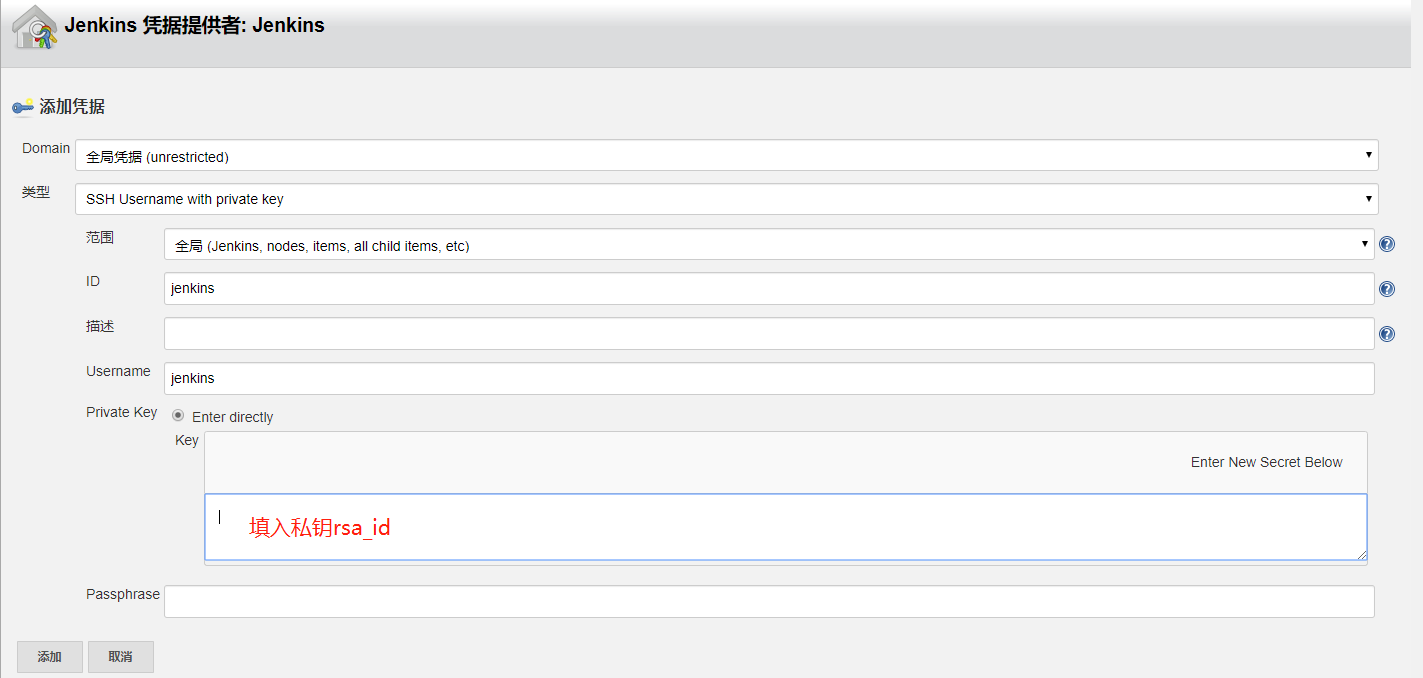 Jenkins 凭据提供者: Jenkins
添加凭据
Domain
全局凭据 (unrestricted)
类型
SSH Username with private key
范围
全局 (Jenkins, nodes, items, all child items, etc)
ID
jenkins
描述
Username
jenkins
Private Key
Enter directly
Key
Enter New Secret Below
填入私钥rsa_id
Passphrase
添加
取消